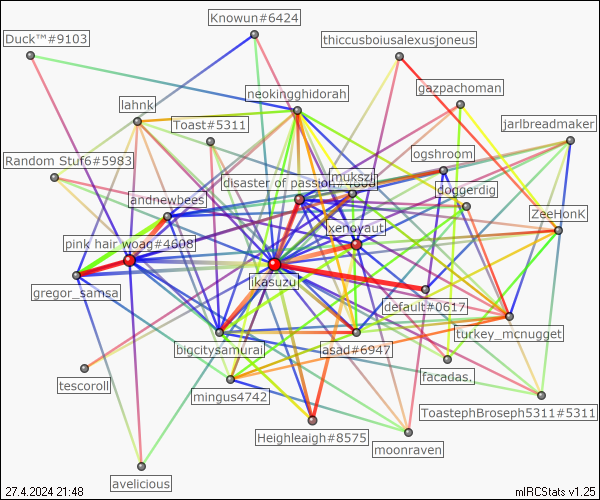 Knowun#6424
Duck™#9103
thiccusboiusalexusjoneus
neokingghidorah
gazpachoman
lahnk
Toast#5311
jarlbreadmaker
ogshroom
Random Stuf6#5983
mukszi
disaster of passion#4688
doggerdig
andnewbees
ZeeHonK
xenoyaut
pink hair woag#4608
ikasuzu
gregor_samsa
default#0617
turkey_mcnugget
bigcitysamurai
asad#6947
facadas.
tescoroll
mingus4742
ToastephBroseph5311#5311
Heighleaigh#8575
moonraven
avelicious
27.4.2024 21:48
mIRCStats v1.25